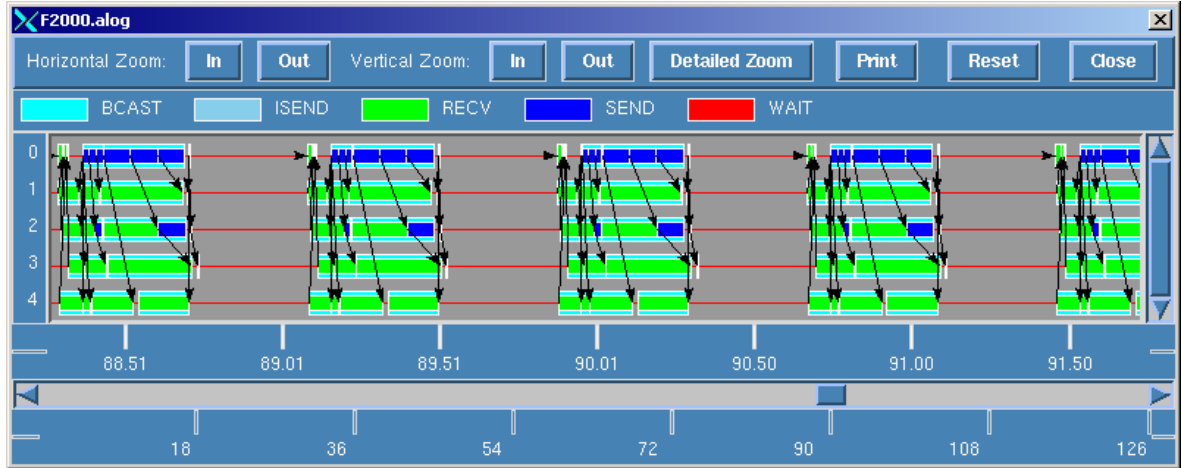 F2000.alog
Horizontal Zoom: In Out Vertical Zoom: In Out Detailed Zoom Print Reset Close
BCAST ISEND RECV SEND WAIT
0
1
2
3
4
88.51 89.01 89.51 90.01 90.50 91.00 91.50
18 36 54 72 90 108 126